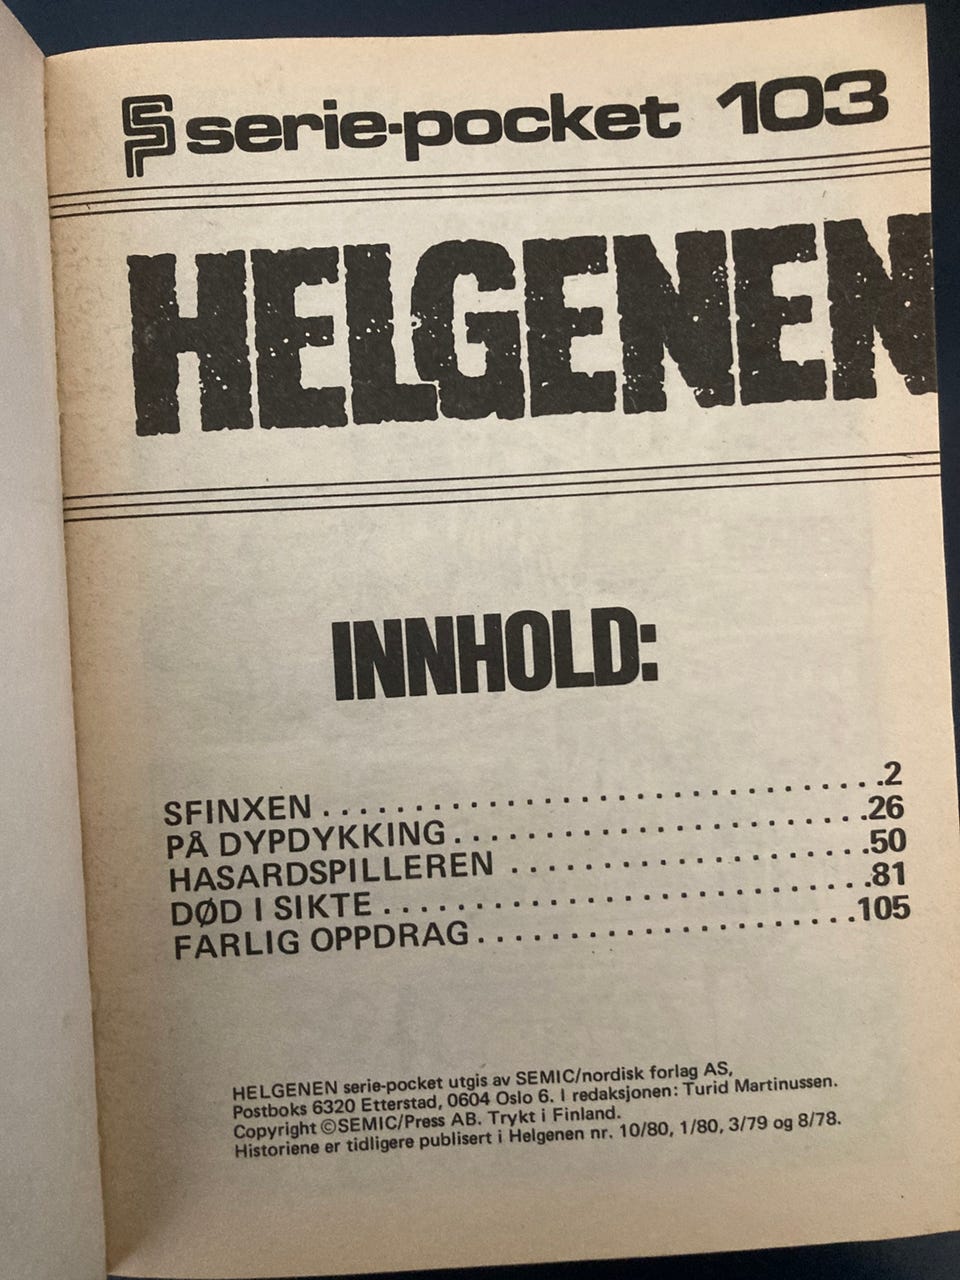 SP serie-pocket 103
HELGENEN
INNHOLD:
SFINXEN . . . . . . . . . . . . . . . . . . . . . . . . . . . . . . 2
PÅ DYPDYKKING . . . . . . . . . . . . . . . . . . . . . . . 26
HASARDSPILLEREN . . . . . . . . . . . . . . . . . . . . 50
DØD I SIKTE . . . . . . . . . . . . . . . . . . . . . . . . . . 81
FARLIG OPPDRAG . . . . . . . . . . . . . . . . . . . . . 105
HELGENEN serie-pocket utgis av SEMIC/nordisk forlag AS,
Postboks 6320 Etterstad, 0604 Oslo 6. I redaksjonen: Turid Martinussen.
Copyright ©SEMIC/Press AB. Trykt i Finland.
Historiene er tidligere publisert i Helgenen nr. 10/80, 1/80, 3/79 og 8/78.